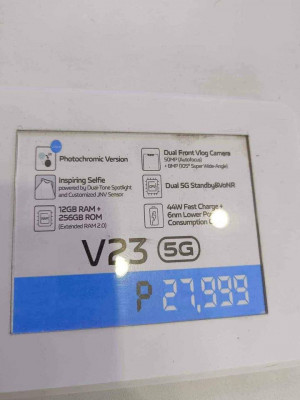 Photochromic Version
Dual Front Vlog Camera
50MP (Autofocus)
+ 8MP (105° Super Wide-Angle)
Inspiring Selfie
powered by Dual-Tone Spotlight
and Customized JNV Sensor
Dual 5G Standby
12GB RAM +
256GB ROM
(Extended RAM 2.0)
44W Fast Charge +
6nm Lower
Consumption
V23 5G
P 27,999